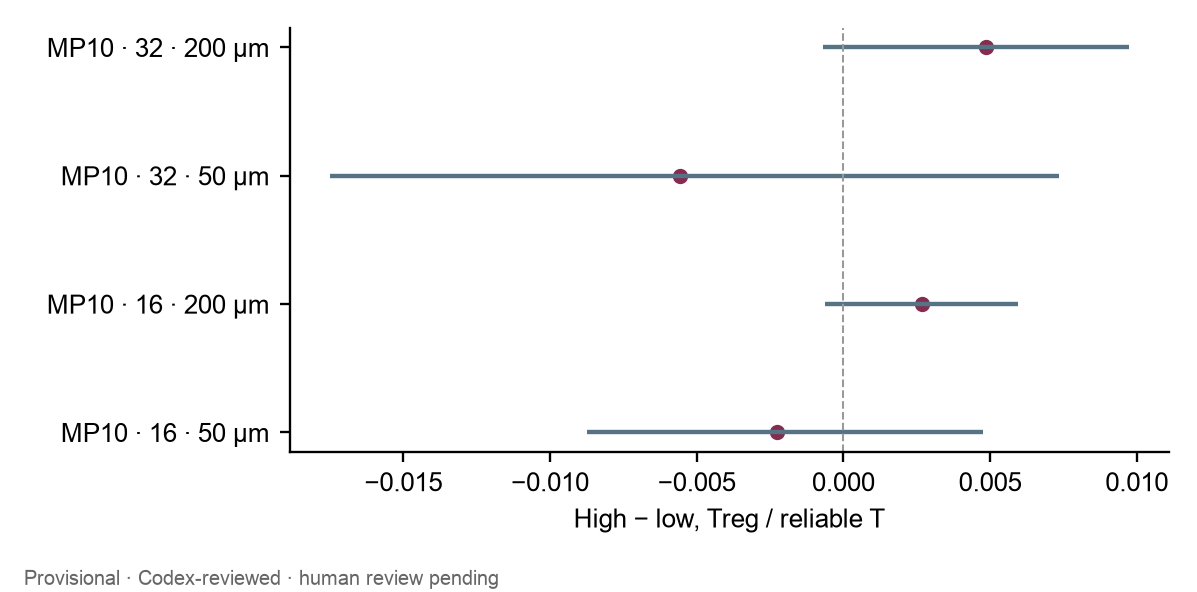 MP10 · 32 · 200 µm
MP10 · 32 · 50 µm
MP10 · 16 · 200 µm
MP10 · 16 · 50 µm
−0.015 −0.010 −0.005 0.000 0.005 0.010
High − low, Treg / reliable T
Provisional · Codex-reviewed · human review pending